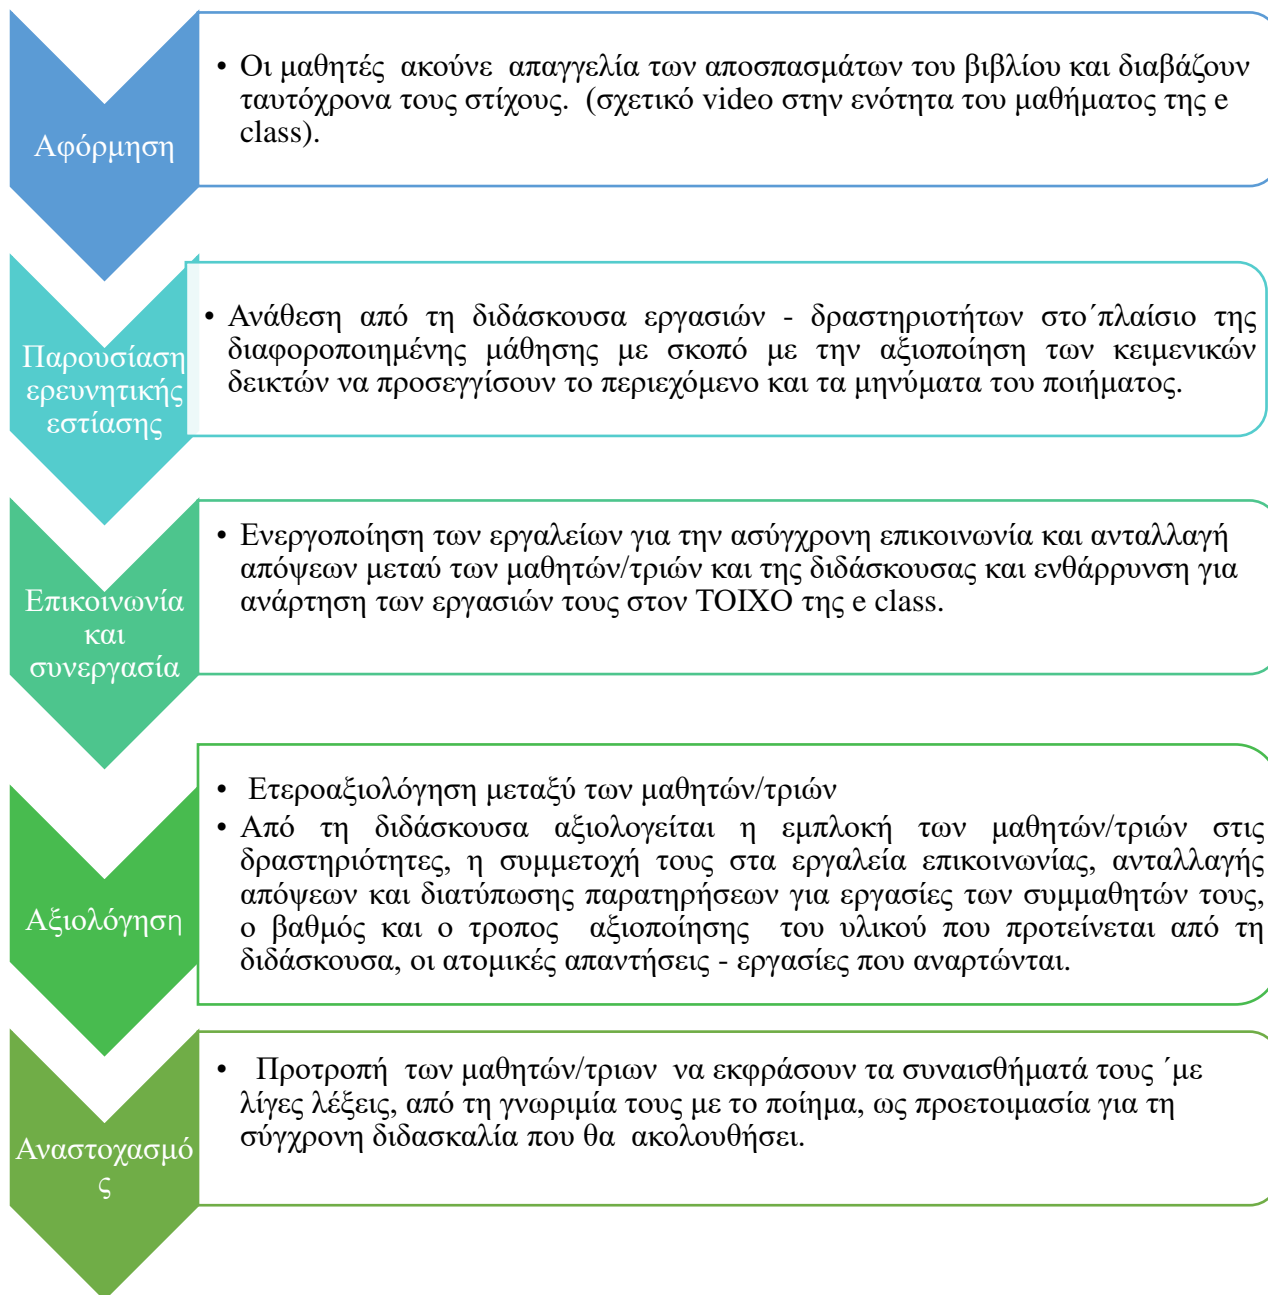 Αφόρμηση
• Οι μαθητές ακούνε απαγγελία των αποσπασμάτων του βιβλίου και διαβάζουν
ταυτόχρονα τους στίχους. (σχετικό video στην ενότητα του μαθήματος της e
class).
Παρουσίαση
ερευνητικής
εστίασης
• Ανάθεση από τη διδάσκουσα εργασιών - δραστηριοτήτων στο΄πλαίσιο της
διαφοροποιημένης μάθησης με σκοπό με την αξιοποίηση των κειμενικών
δεικτών να προσεγγίσουν το περιεχόμενο και τα μηνύματα του ποιήματος.
Επικοινωνία
και
συνεργασία
• Ενεργοποίηση των εργαλείων για την ασύγχρονη επικοινωνία και ανταλλαγή
απόψεων μεταύ των μαθητών/τριών και της διδάσκουσας και ενθάρρυνση για
ανάρτηση των εργασιών τους στον ΤΟΙΧΟ της e class.
Αξιολόγηση
• Ετεροαξιολόγηση μεταξύ των μαθητών/τριών
• Από τη διδάσκουσα αξιολογείται η εμπλοκή των μαθητών/τριών στις
δραστηριότητες, η συμμετοχή τους στα εργαλεία επικοινωνίας, ανταλλαγής
απόψεων και διατύπωσης παρατηρήσεων για εργασίες των συμμαθητών τους,
ο βαθμός και ο τροπος αξιοποίησης του υλικού που προτείνεται από τη
διδάσκουσα, οι ατομικές απαντήσεις - εργασίες που αναρτώνται.
Αναστοχασμό
ς
• Προτροπή των μαθητών/τριων να εκφράσουν τα συναισθήματά τους ΄με
λίγες λέξεις, από τη γνωριμία τους με το ποίημα, ως προετοιμασία για τη
σύγχρονη διδασκαλία που θα ακολουθήσει.